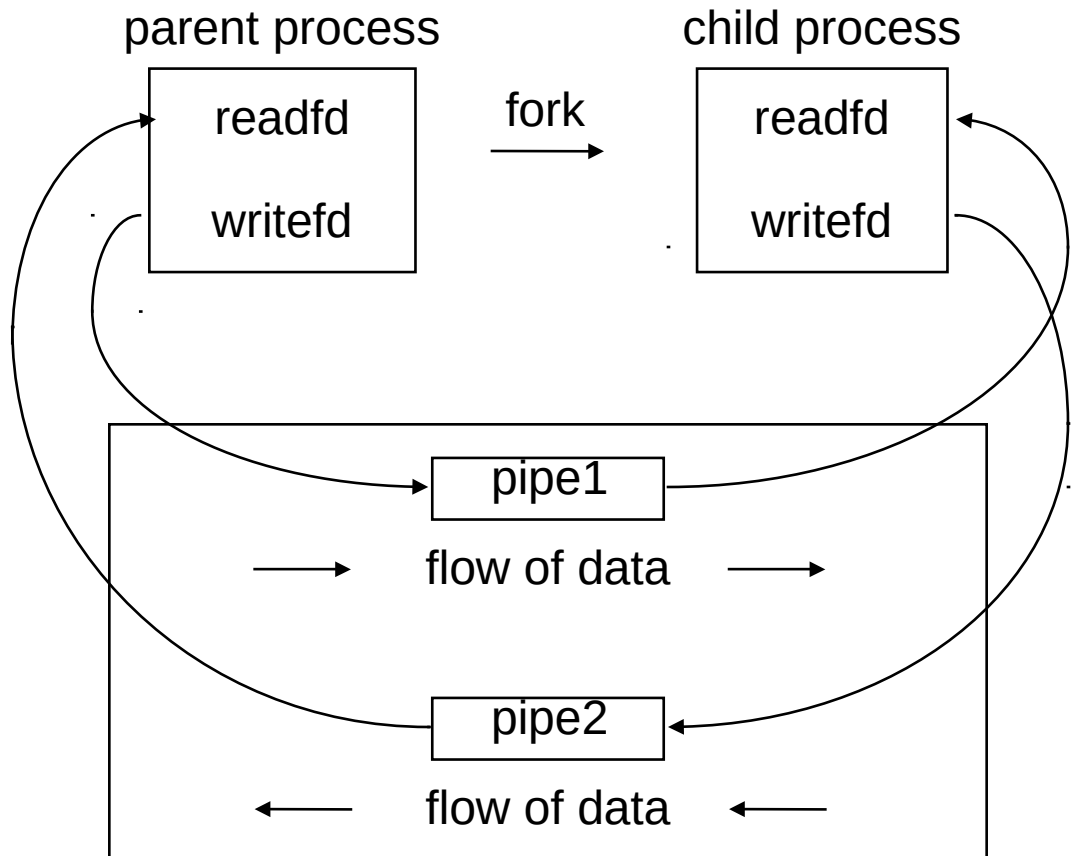 parent process
child process
readfd
fork
readfd
writefd
writefd
pipe1
flow of data
pipe2
flow of data